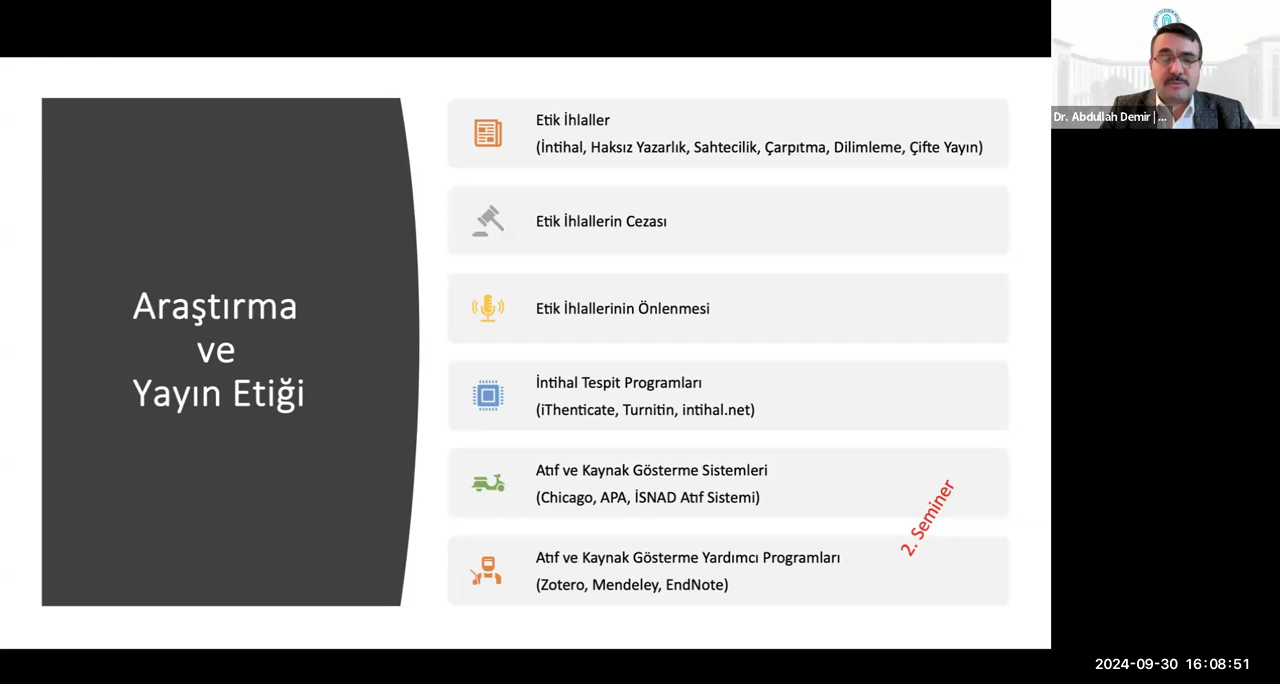 Araştırma
ve
Yayın Etiği
Etik İhlaller
(İntihal, Haksız Yazarlık, Sahtecilik, Çarpıtma, Dilimleme, Çifte Yayın)
Etik İhlallerin Cezası
Etik İhlallerinin Önlenmesi
İntihal Tespit Programları
(iThenticate, Turnitin, intihal.net)
Atıf ve Kaynak Gösterme Sistemleri
(Chicago, APA, İSNAD Atıf Sistemi)
2. Seminer
Atıf ve Kaynak Gösterme Yardımcı Programları
(Zotero, Mendeley, EndNote)
Dr. Abdullah Demir | ...
2024-09-30 16:08:51